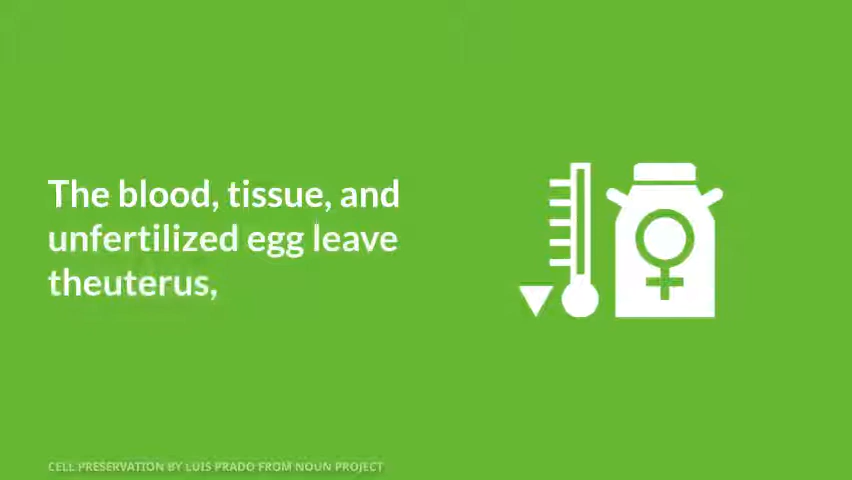 The blood, tissue, and
unfertilized egg leave
theuterus,
CELL PRESERVATION BY LUIS PRADO FROM NOUN PROJECT